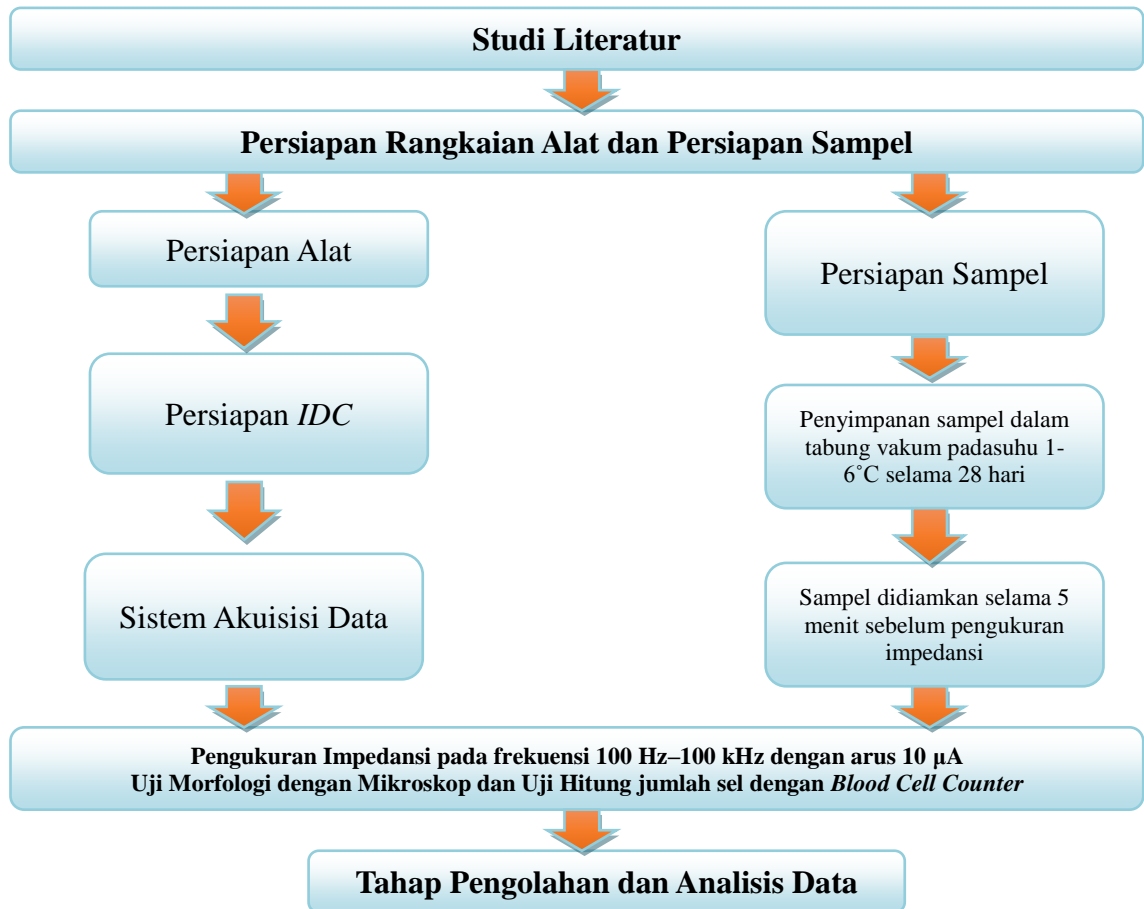 Studi Literatur
Persiapan Rangkaian Alat dan Persiapan Sampel
Persiapan Alat
Persiapan IDC
Sistem Akuisisi Data
Persiapan Sampel
Penyimpanan sampel dalam
tabung vakum padasuhu 1-
6˚C selama 28 hari
Sampel didiamkan selama 5
menit sebelum pengukuran
impedansi
Pengukuran Impedansi pada frekuensi 100 Hz–100 kHz dengan arus 10 µA
Uji Morfologi dengan Mikroskop dan Uji Hitung jumlah sel dengan Blood Cell Counter
Tahap Pengolahan dan Analisis Data